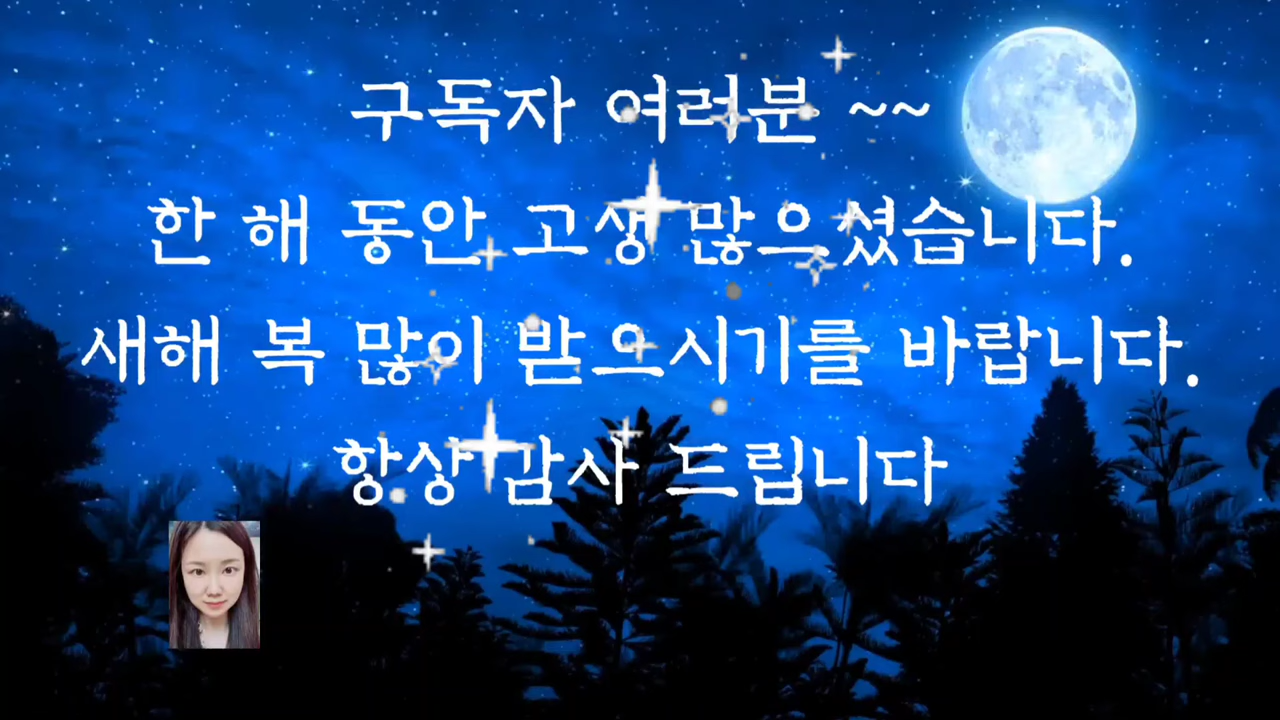 구독자 여러분 ~~
한 해 동안 고생 많으셨습니다.
새해 복 많이 받으시기를 바랍니다.
항상 감사 드립니다